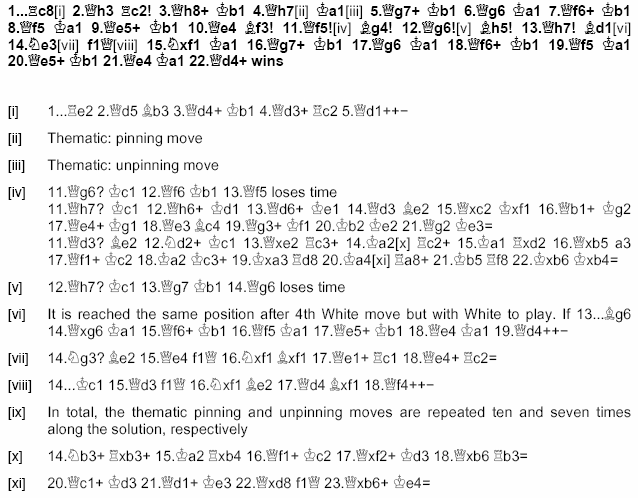 1...♖c8[i] 2.♕h3 ♖c2! 3.♕h8+ ♔b1 4.♕h7[ii] ♔a1[iii] 5.♕g7+ ♔b1 6.♕g6 ♔a1 7.♕f6+ ♔b1
8.♕f5 ♔a1 9.♕e5+ ♔b1 10.♕e4 ♗f3! 11.♕f5![iv] ♗g4! 12.♕g6![v] ♗h5! 13.♕h7! ♗d1[vi]
14.♘e3[vii] f1♕[viii] 15.♘xf1 ♔a1 16.♕g7+ ♔b1 17.♕g6 ♔a1 18.♕f6+ ♔b1 19.♕f5 ♔a1
20.♕e5+ ♔b1 21.♕e4 ♔a1 22.♕d4+ wins
[i] 1...♖e2 2.♕d5 ♗b3 3.♕d4+ ♔b1 4.♕d3+ ♖c2 5.♕d1++−
[ii] Thematic: pinning move
[iii] Thematic: unpinning move
[iv] 11.♕g6? ♔c1 12.♕f6 ♔b1 13.♕f5 loses time
11.♕h7? ♔c1 12.♕h6+ ♔d1 13.♕d6+ ♔e1 14.♕d3 ♗e2 15.♕xc2 ♔xf1 16.♕b1+ ♔g2
17.♕e4+ ♔g1 18.♕e3 ♗c4 19.♕g3+ ♔f1 20.♔b2 ♔e2 21.♕g2 ♔e3=
11.♕d3? ♗e2 12.♘d2+ ♔c1 13.♕xe2 ♖c3+ 14.♔a2[x] ♖c2+ 15.♔a1 ♖xd2 16.♕xb5 a3
17.♕f1+ ♔c2 18.♔a2 ♔c3+ 19.♔xa3 ♖d8 20.♔a4[xi] ♖a8+ 21.♔b5 ♖f8 22.♔xb6 ♔xb4=
[v] 12.♕h7? ♔c1 13.♕g7 ♔b1 14.♕g6 loses time
[vi] It is reached the same position after 4th White move but with White to play. If 13...♗g6
14.♕xg6 ♔a1 15.♕f6+ ♔b1 16.♕f5 ♔a1 17.♕e5+ ♔b1 18.♕e4 ♔a1 19.♕d4++−
[vii] 14.♘g3? ♗e2 15.♕e4 f1♕ 16.♘xf1 ♗xf1 17.♕e1+ ♖c1 18.♕e4+ ♖c2=
[viii] 14...♔c1 15.♕d3 f1♕ 16.♘xf1 ♗e2 17.♕d4 ♗xf1 18.♕f4++−
[ix] In total, the thematic pinning and unpinning moves are repeated ten and seven times
along the solution, respectively
[x] 14.♘b3+ ♖xb3+ 15.♔a2 ♖xb4 16.♕f1+ ♔c2 17.♕xf2+ ♔d3 18.♕xb6 ♖b3=
[xi] 20.♕c1+ ♔d3 21.♕d1+ ♔e3 22.♕xd8 f1♕ 23.♕xb6+ ♔e4=